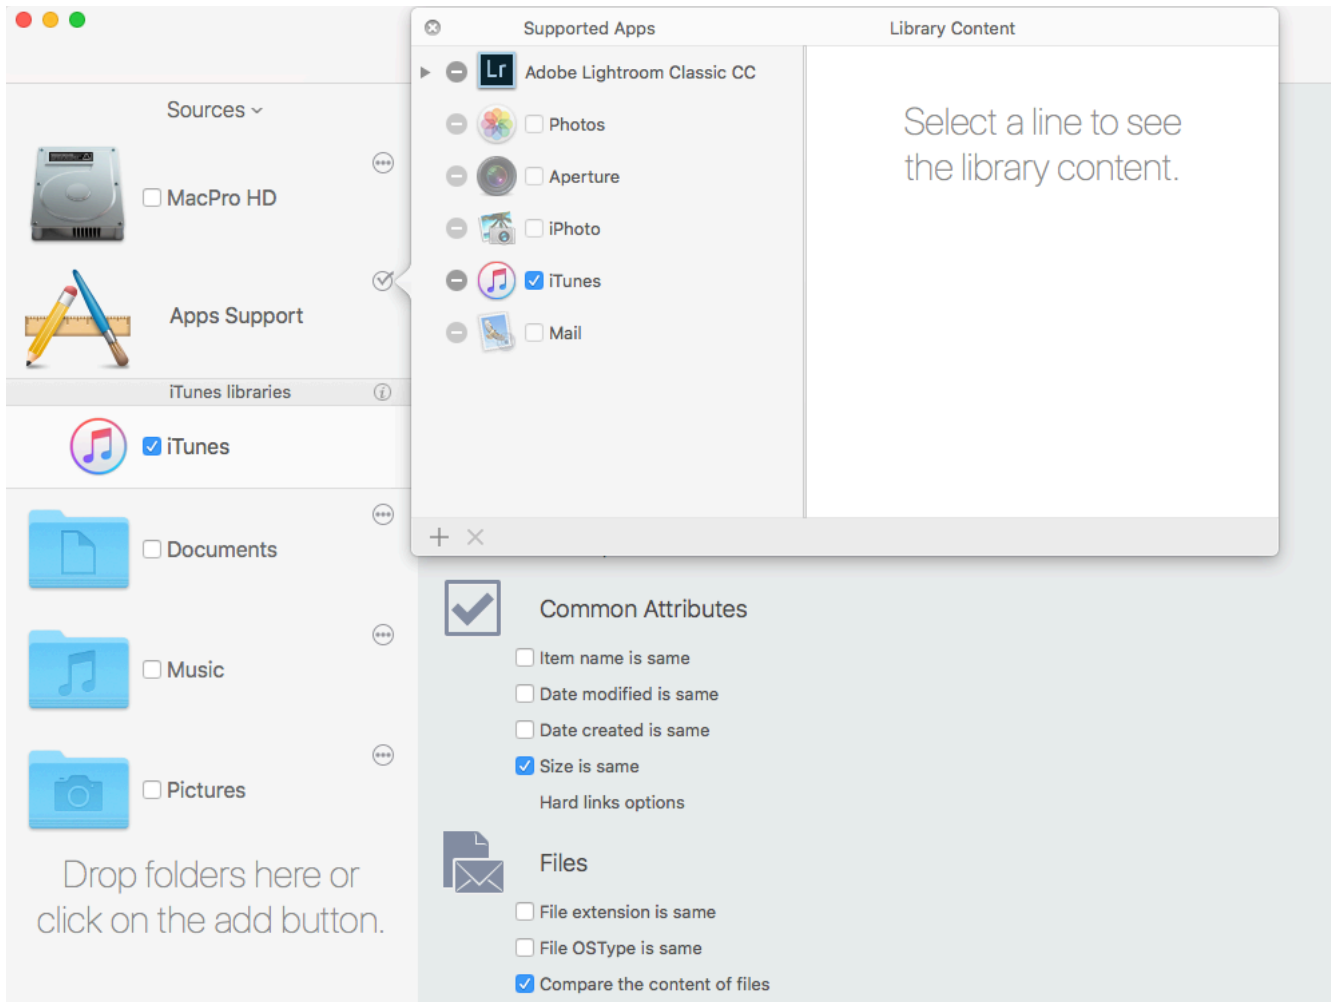 Supported Apps
Library Content
Lr
Adobe Lightroom Classic CC
Photos
Aperture
iPhoto
iTunes
Mail
Select a line to see
the library content.
Sources
MacPro HD
Apps Support
iTunes libraries
iTunes
Documents
Music
Pictures
Drop folders here or
click on the add button.
Common Attributes
Item name is same
Date modified is same
Date created is same
Size is same
Hard links options
Files
File extension is same
File OSType is same
Compare the content of files